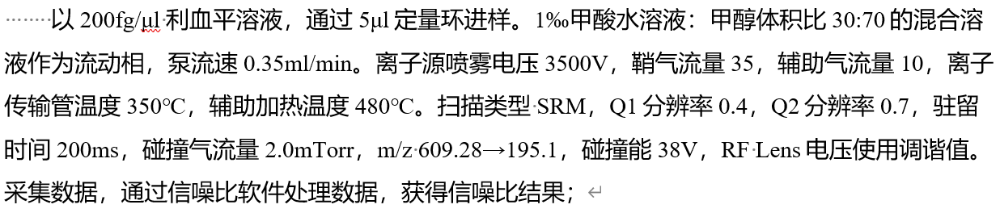 以 200fg/μl 利血平溶液，通过 5μl 定量环进样。1‰甲酸水溶液：甲醇体积比 30:70 的混合溶
液作为流动相，泵流速 0.35ml/min。离子源喷雾电压 3500V，鞘气流量 35，辅助气流量 10，离子
传输管温度 350℃，辅助加热温度 480℃。扫描类型 SRM，Q1 分辨率 0.4，Q2 分辨率 0.7，驻留
时间 200ms，碰撞气流量 2.0mTorr，m/z 609.28→195.1，碰撞能 38V，RF Lens 电压使用调谐值。
采集数据，通过信噪比软件处理数据，获得信噪比结果；